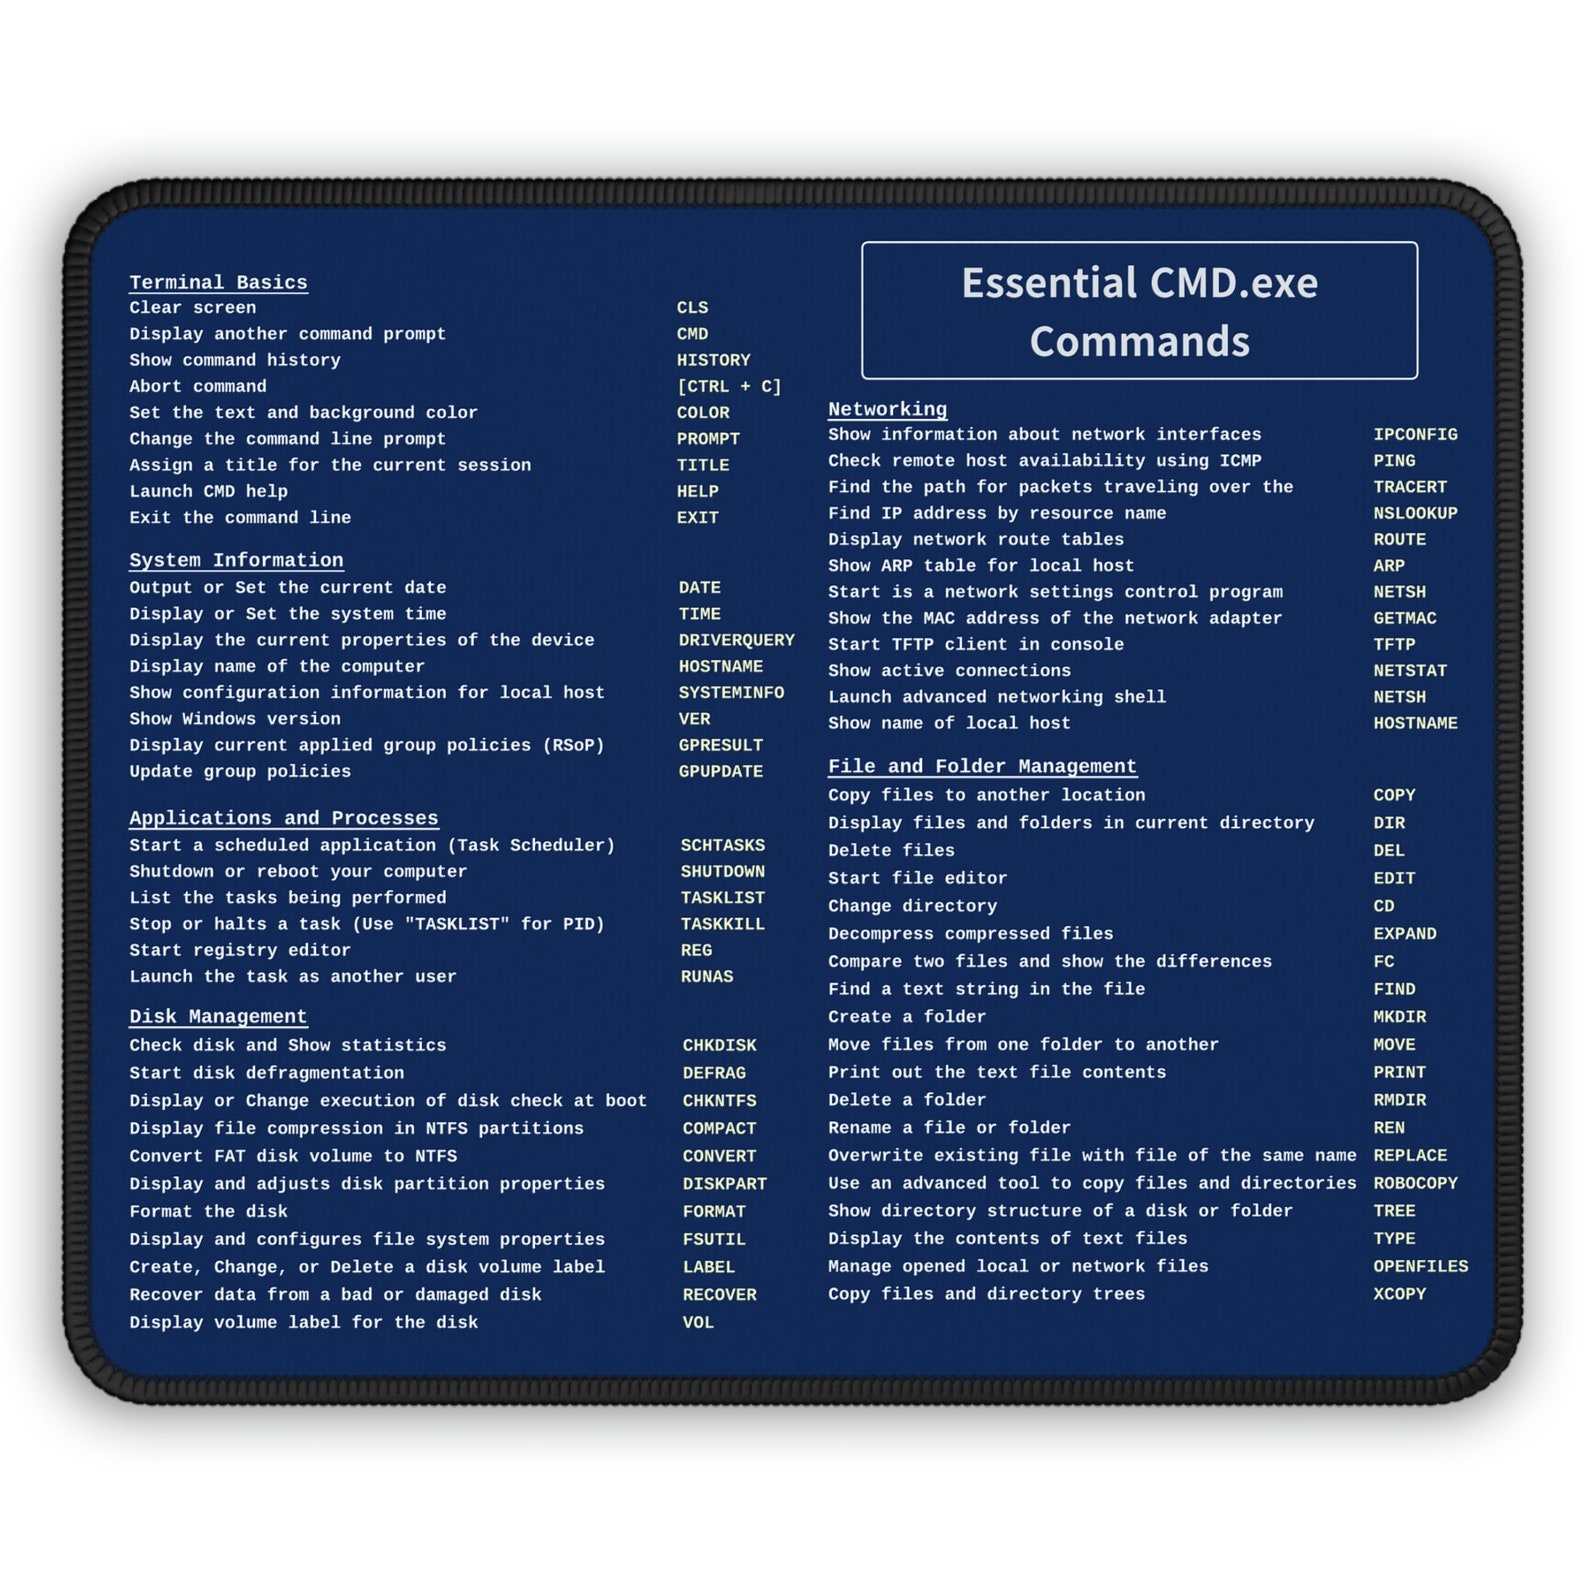 Essential CMD.exe
Commands
Terminal Basics
Clear screen CLS
Display another command prompt CMD
Show command history HISTORY
Abort command [CTRL + C]
Set the text and background color COLOR
Change the command line prompt PROMPT
Assign a title for the current session TITLE
Launch CMD help HELP
Exit the command line EXIT
System Information
Output or Set the current date DATE
Display or Set the system time TIME
Display the current properties of the device DRIVERQUERY
Display name of the computer HOSTNAME
Show configuration information for local host SYSTEMINFO
Show Windows version VER
Display current applied group policies (RSoP) GPRESULT
Update group policies GPUPDATE
Applications and Processes
Start a scheduled application (Task Scheduler) SCHTASKS
Shutdown or reboot your computer SHUTDOWN
List the tasks being performed TASKLIST
Stop or halts a task (Use "TASKLIST" for PID) TASKKILL
Start registry editor REG
Launch the task as another user RUNAS
Disk Management
Check disk and Show statistics CHKDISK
Start disk defragmentation DEFRAG
Display or Change execution of disk check at boot CHKNTFS
Display file compression in NTFS partitions COMPACT
Convert FAT disk volume to NTFS CONVERT
Display and adjusts disk partition properties DISKPART
Format the disk FORMAT
Display and configures file system properties FSUTIL
Create, Change, or Delete a disk volume label LABEL
Recover data from a bad or damaged disk RECOVER
Display volume label for the disk VOL
Networking
Show information about network interfaces IPCONFIG
Check remote host availability using ICMP PING
Find the path for packets traveling over the TRACERT
Find IP address by resource name NSLOOKUP
Display network route tables ROUTE
Show ARP table for local host ARP
Start is a network settings control program NETSH
Show the MAC address of the network adapter GETMAC
Start TFTP client in console TFTP
Show active connections NETSTAT
Launch advanced networking shell NETSH
Show name of local host HOSTNAME
File and Folder Management
Copy files to another location COPY
Display files and folders in current directory DIR
Delete files DEL
Start file editor EDIT
Change directory CD
Decompress compressed files EXPAND
Compare two files and show the differences FC
Find a text string in the file FIND
Create a folder MKDIR
Move files from one folder to another MOVE
Print out the text file contents PRINT
Delete a folder RMDIR
Rename a file or folder REN
Overwrite existing file with file of the same name REPLACE
Use an advanced tool to copy files and directories ROBOCOPY
Show directory structure of a disk or folder TREE
Display the contents of text files TYPE
Manage opened local or network files OPENFILES
Copy files and directory trees XCOPY